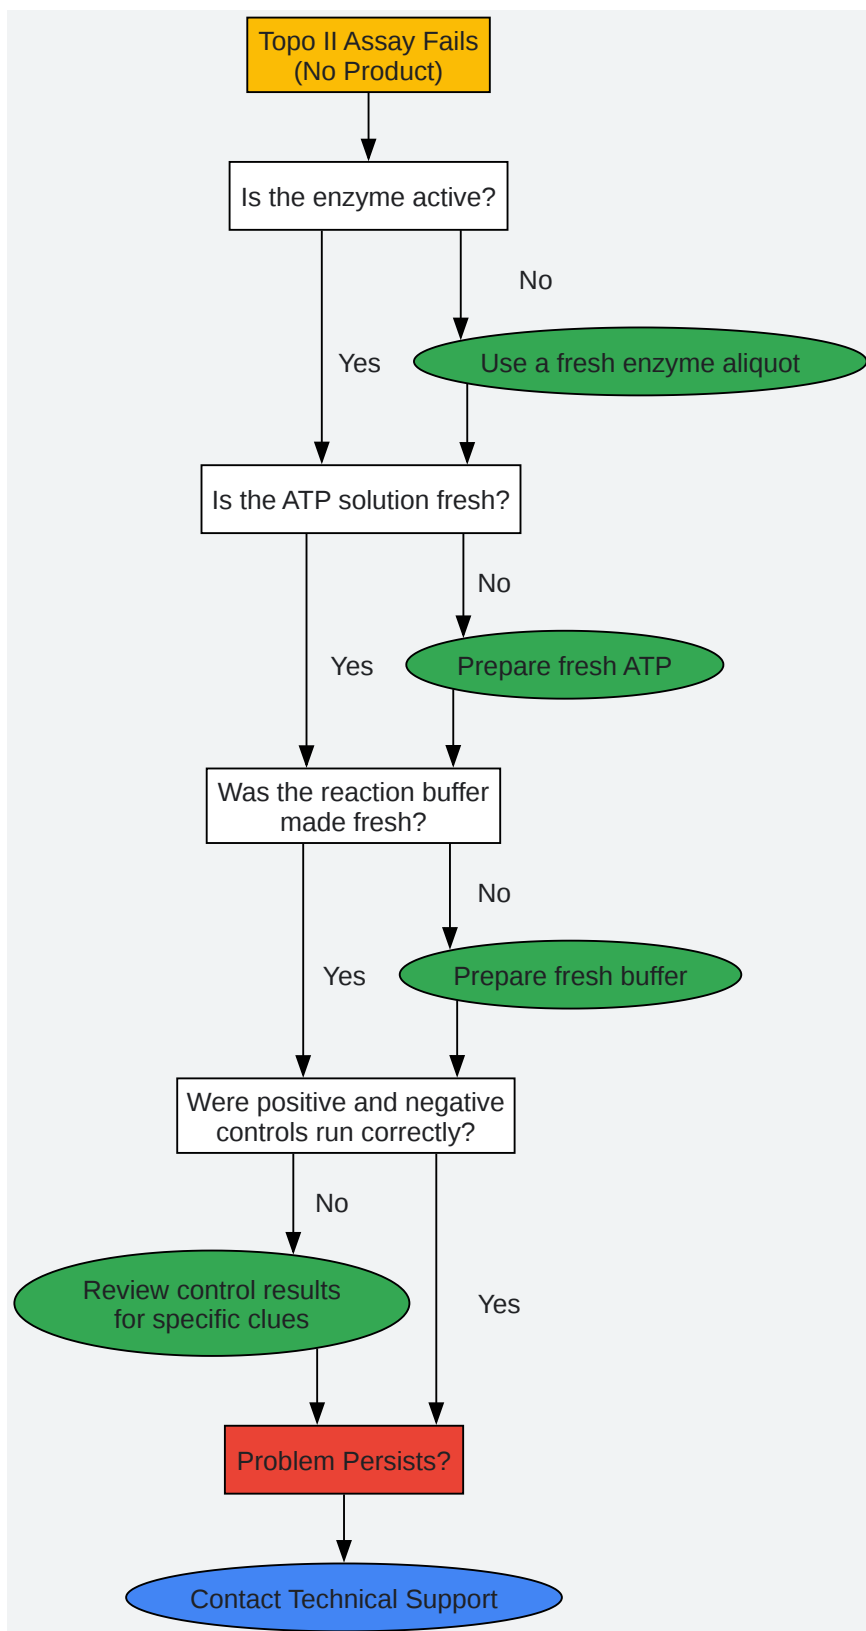 Topo II Assay Fails
(No Product)
Is the enzyme active?
No
Yes
Use a fresh enzyme aliquot
Is the ATP solution fresh?
No
Yes
Prepare fresh ATP
Was the reaction buffer
made fresh?
No
Yes
Prepare fresh buffer
Were positive and negative
controls run correctly?
No
Review control results
for specific clues
Yes
Problem Persists?
Contact Technical Support